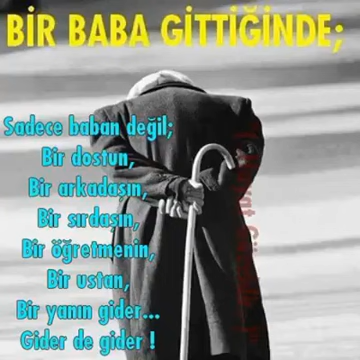 BİR BABA GİTTİĞİNDE;
Sadece baban değil;
Bir dostun,
Bir arkadaşın,
Bir sırdaşın,
Bir öğretmenin,
Bir ustan,
Bir yanın gider...
Gider de gider !